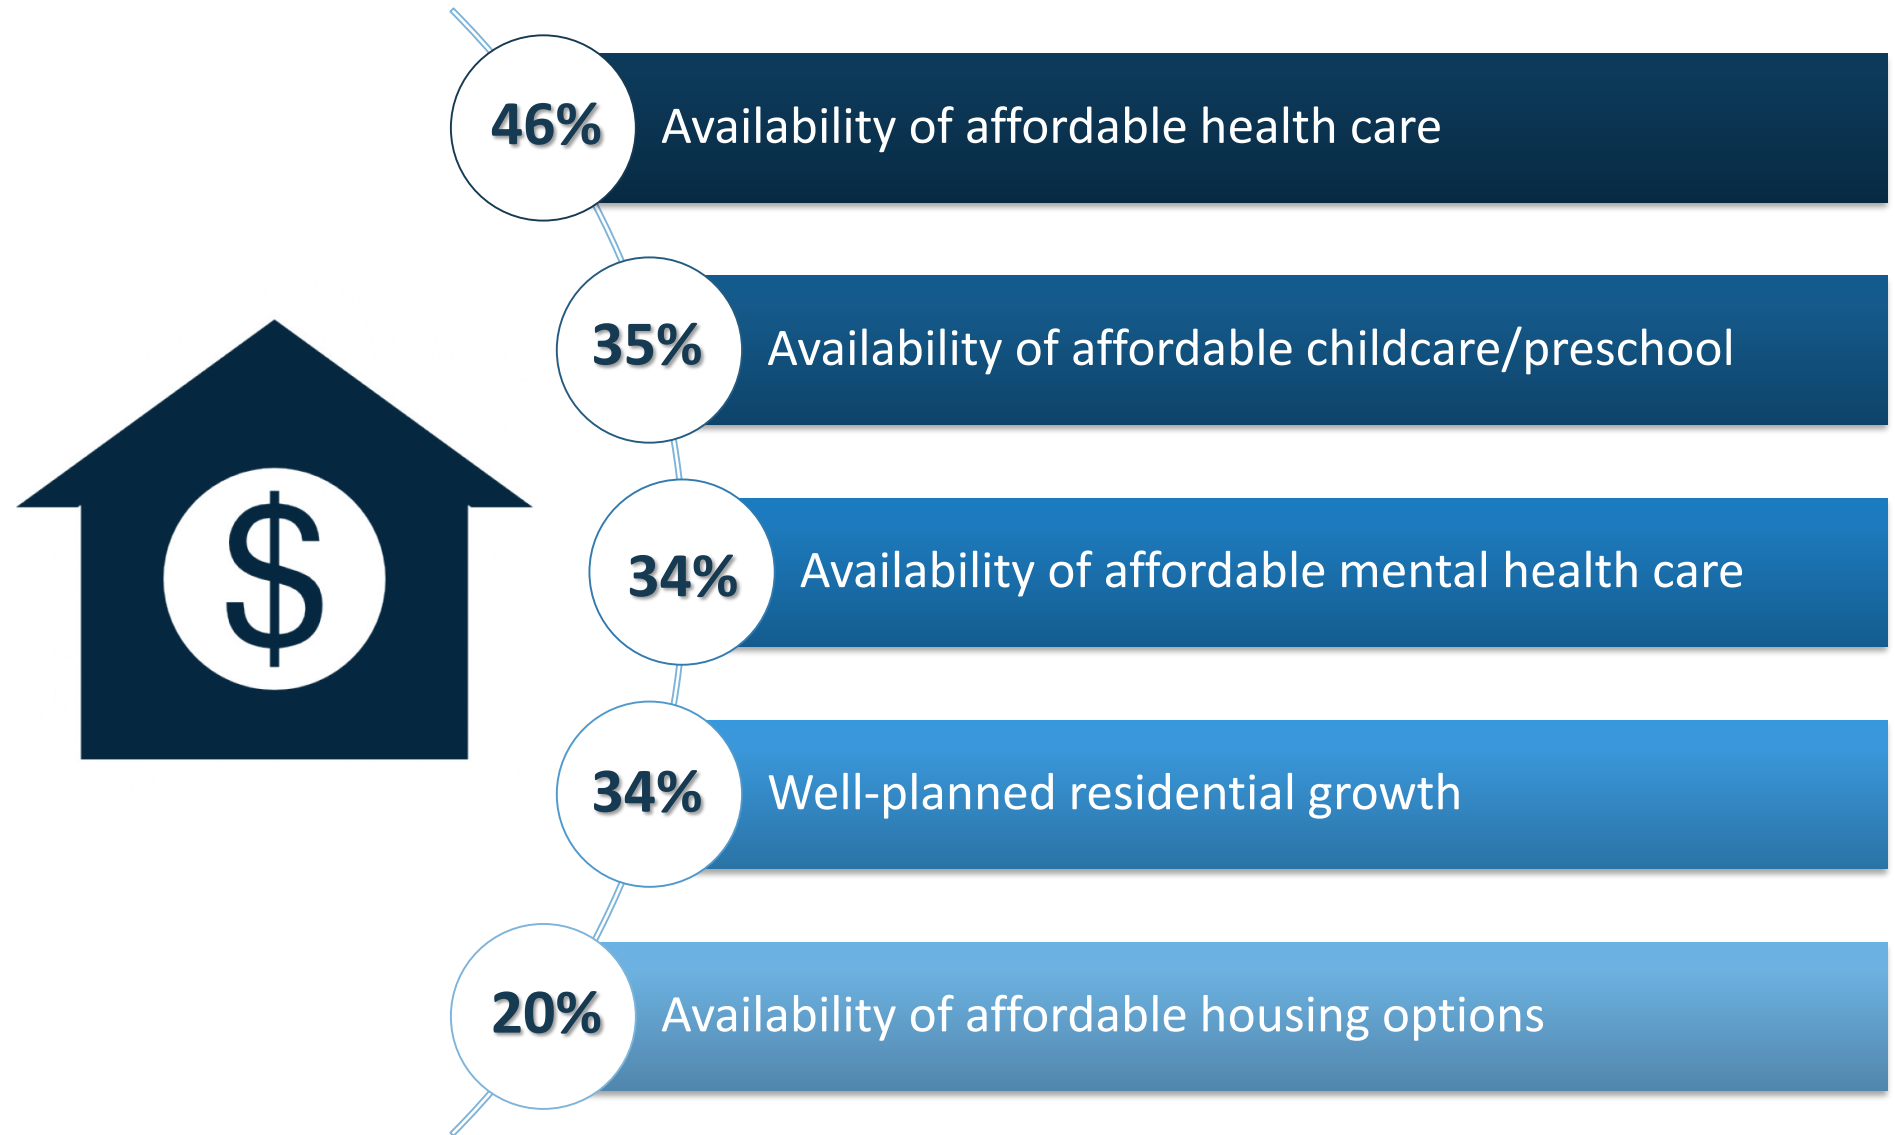 46% Availability of affordable health care
35% Availability of affordable childcare/preschool
$
34% Availability of affordable mental health care
34% Well-planned residential growth
20% Availability of affordable housing options